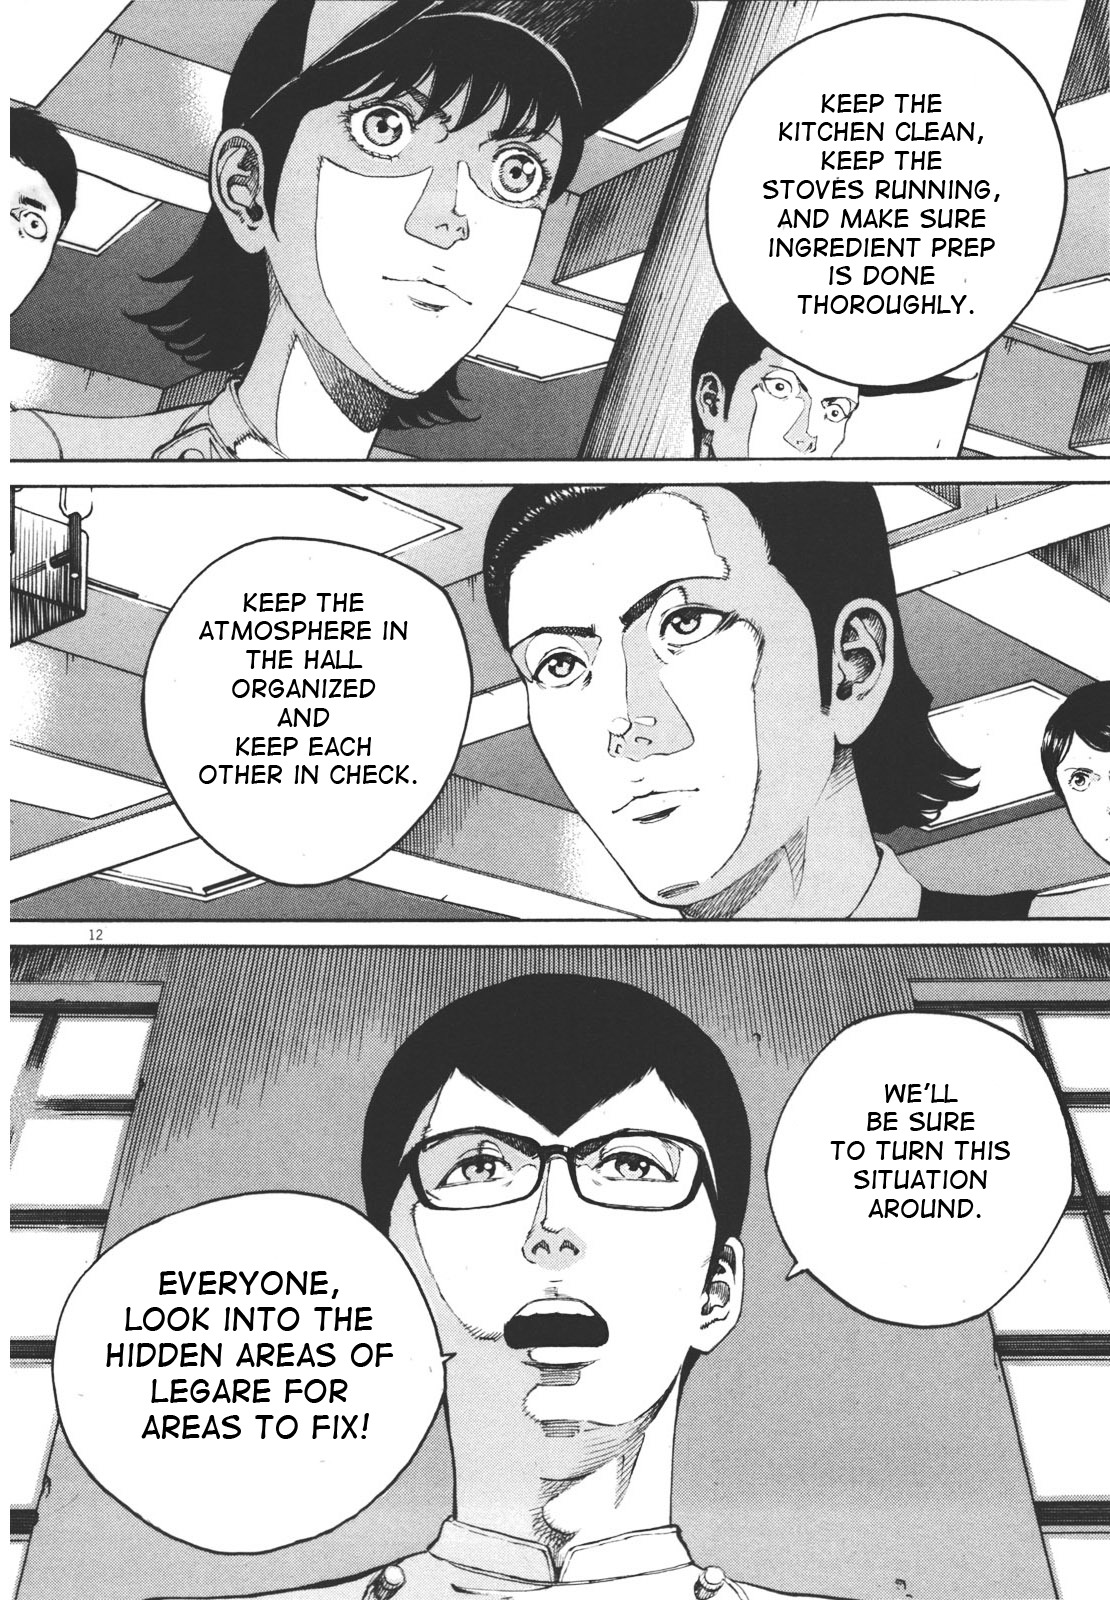 KEEP THE
KITCHEN CLEAN,
KEEP THE
STOVES RUNNING,
AND MAKE SURE
INGREDIENT PREP
IS DONE
THOROUGHLY.
KEEP THE
ATMOSPHERE IN
THE HALL
ORGANIZED
AND
KEEP EACH
OTHER IN CHECK.
12
WE'LL
BE SURE
TO TURN THIS
SITUATION
AROUND.
EVERYONE,
LOOK INTO THE
HIDDEN AREAS OF
LEGARE FOR
AREAS TO FIX!